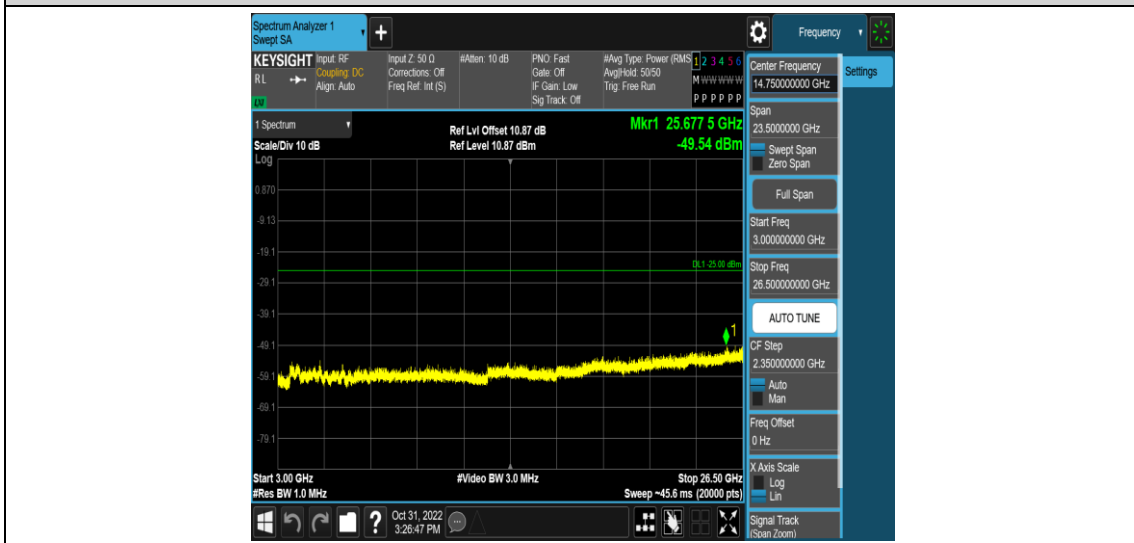 Spectrum Analyzer 1
Swept SA
+
Frequency
KEYSIGHT
RL
Input: RF
Coupling: DC
Align: Auto
Input Z: 50 Ω
Corrections: Off
Freq Ref: Int (S)
#Atten: 10 dB
PNO: Fast
Gate: Off
IF Gain: Low
Sig Track: Off
#Avg Type: Power (RMS
Avg|Hold: 50/50
Trig: Free Run
1 2 3 4 5 6
M W W W W W
P P P P P P
1 Spectrum
Scale/Div 10 dB
Ref Lvl Offset 10.87 dB
Ref Level 10.87 dBm
Mkr1 25.677 5 GHz
-49.54 dBm
Log
0.870
-9.13
-19.1
DL1 -25.00 dBm
-29.1
-39.1
1
-49.1
-59.1
-69.1
-79.1
Start 3.00 GHz
#Res BW 1.0 MHz
#Video BW 3.0 MHz
Stop 26.50 GHz
Sweep ~45.6 ms (20000 pts)
?
Oct 31, 2022
3:26:47 PM
Settings
Center Frequency
14.750000000 GHz
Span
23.5000000 GHz
Swept Span
Zero Span
Full Span
Start Freq
3.000000000 GHz
Stop Freq
26.500000000 GHz
AUTO TUNE
CF Step
2.350000000 GHz
Auto
Man
Freq Offset
0 Hz
X Axis Scale
Log
Lin
Signal Track
(Span Zoom)